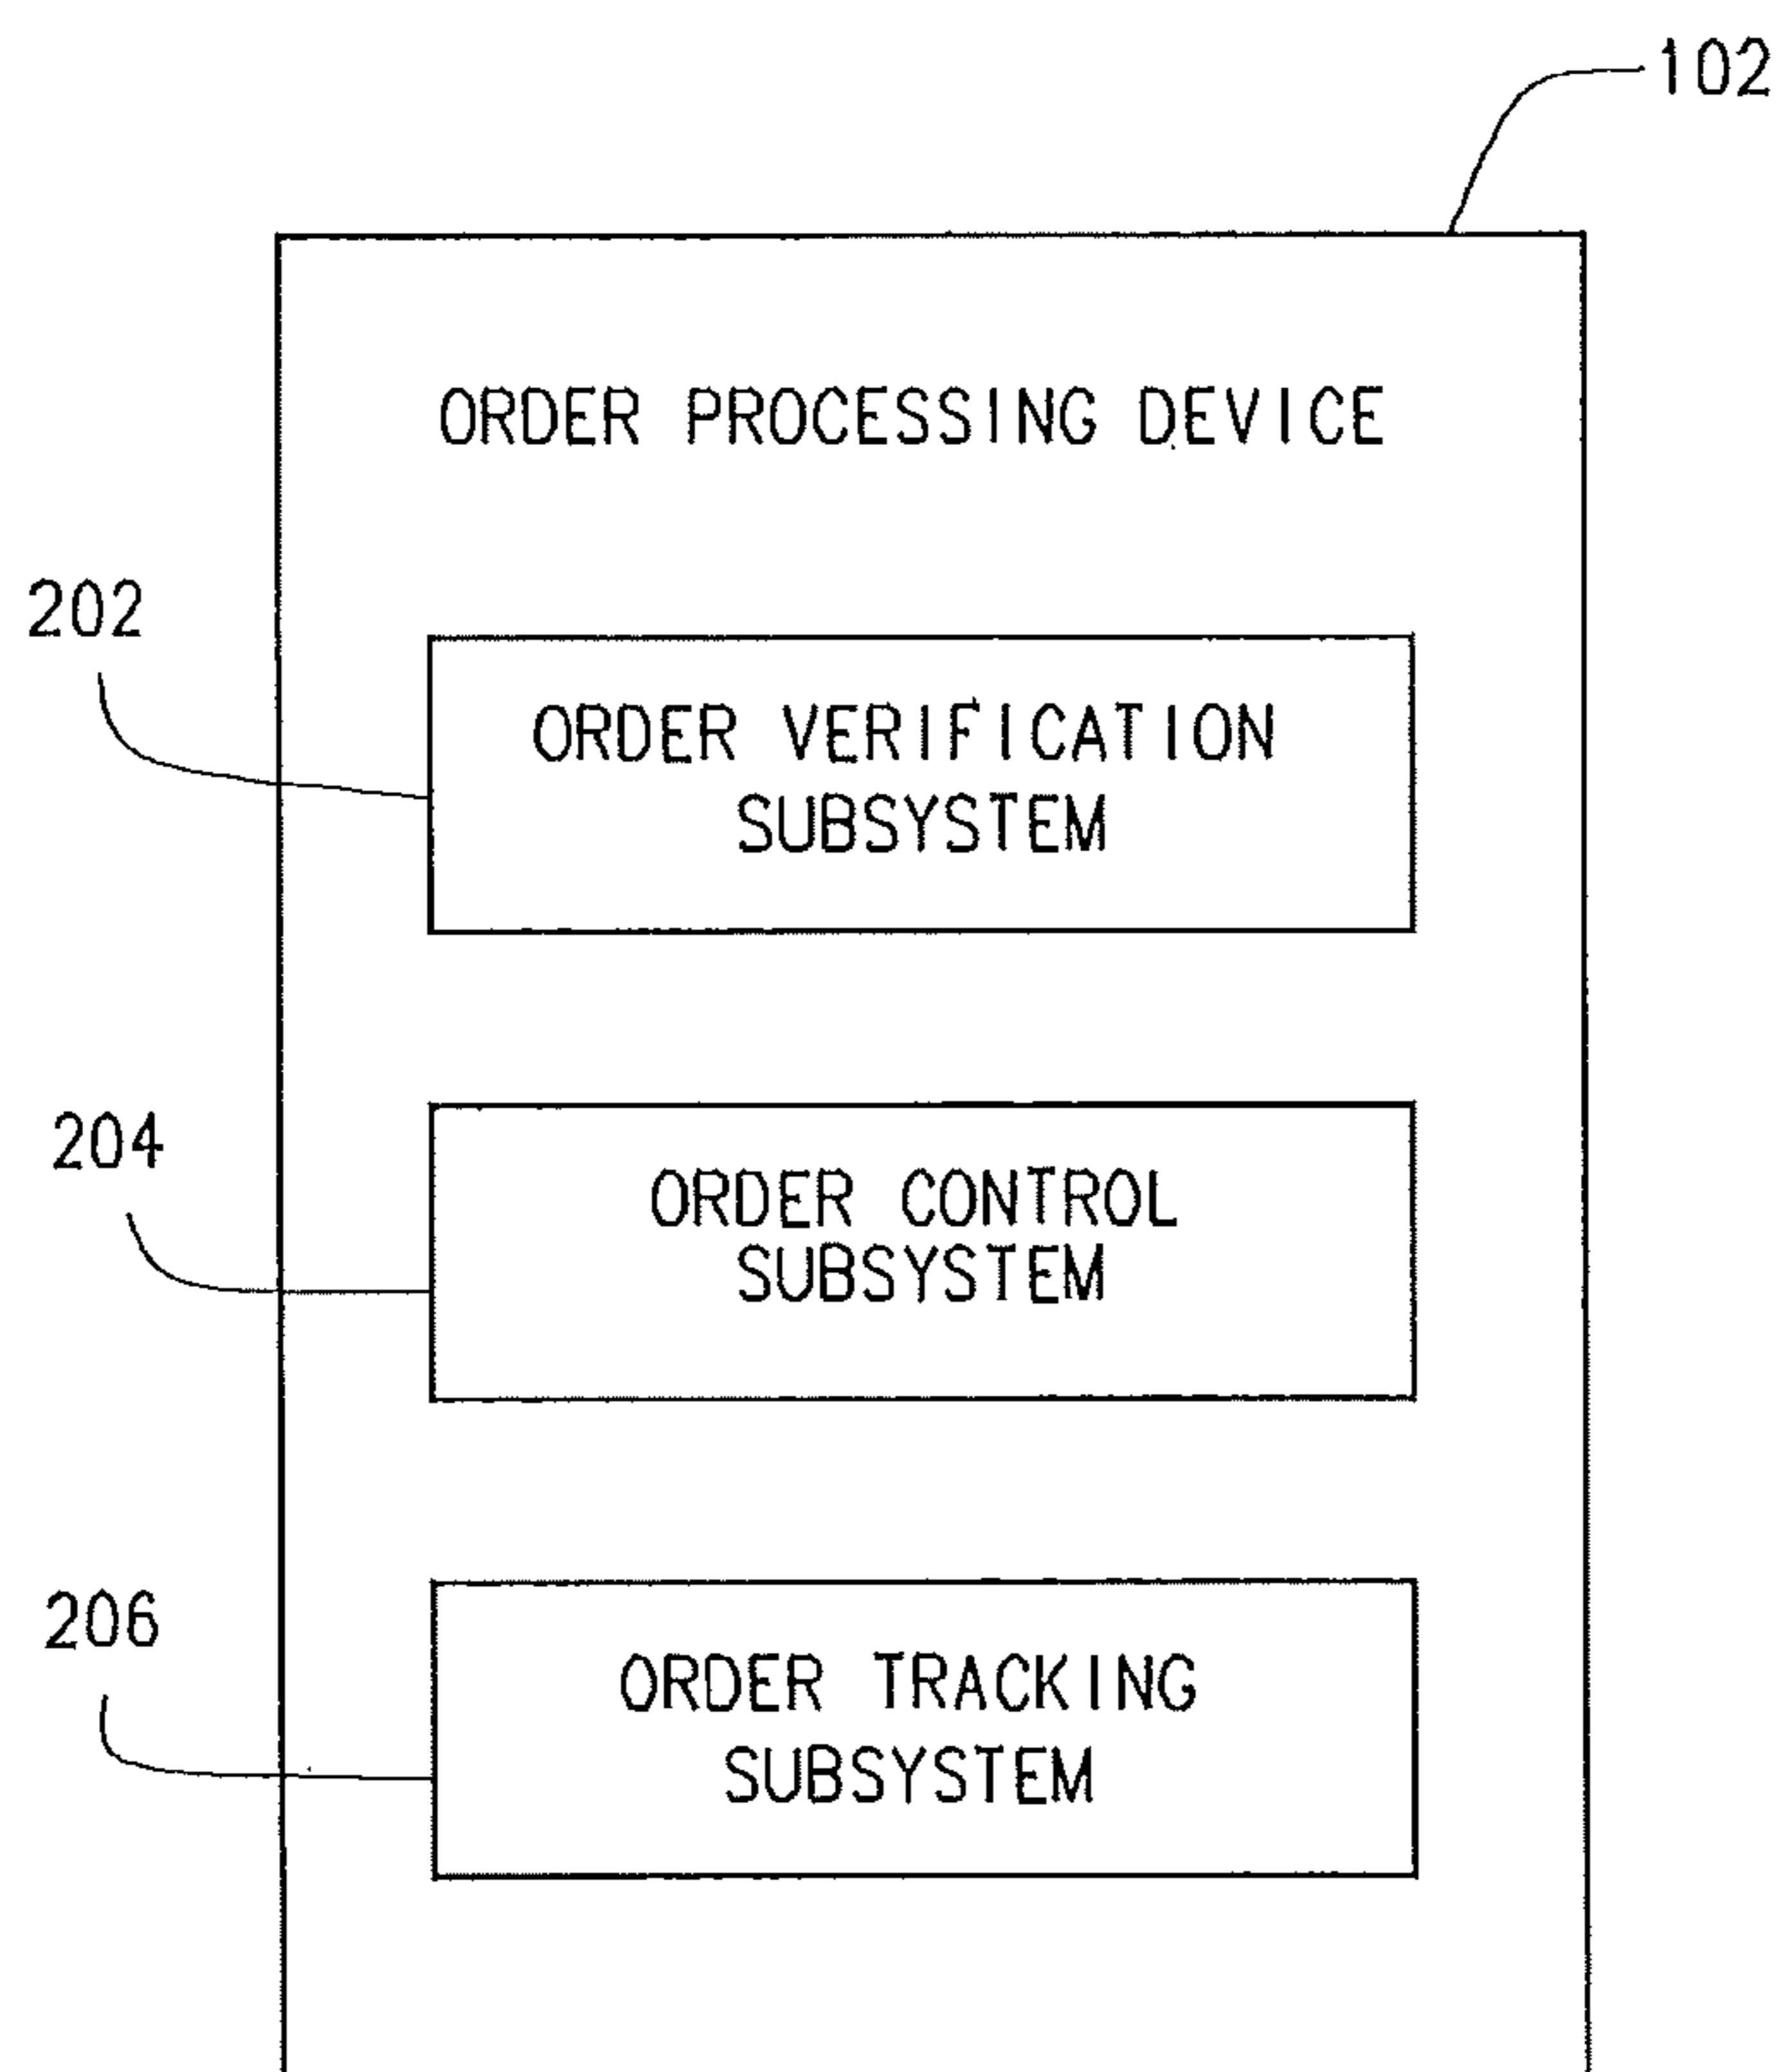 102
ORDER PROCESSING DEVICE
202
ORDER VERIFICATION
SUBSYSTEM
204
ORDER CONTROL
SUBSYSTEM
206
ORDER TRACKING
SUBSYSTEM